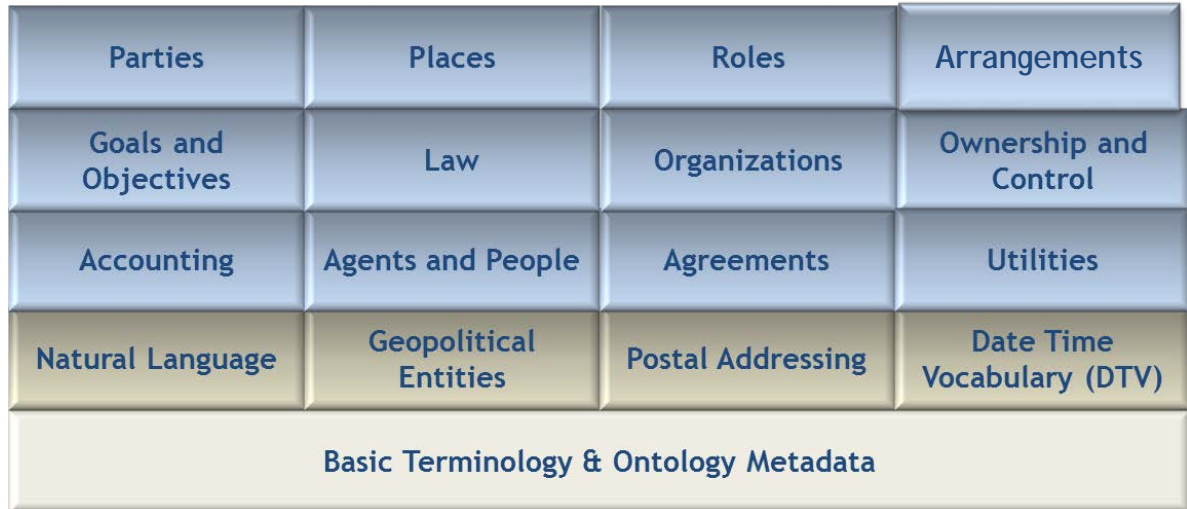 Parties
Places
Roles
Arrangements
Goals and
Objectives
Law
Organizations
Ownership and
Control
Accounting
Agents and People
Agreements
Utilities
Natural Language
Geopolitical
Entities
Postal Addressing
Date Time
Vocabulary (DTV)
Basic Terminology & Ontology Metadata